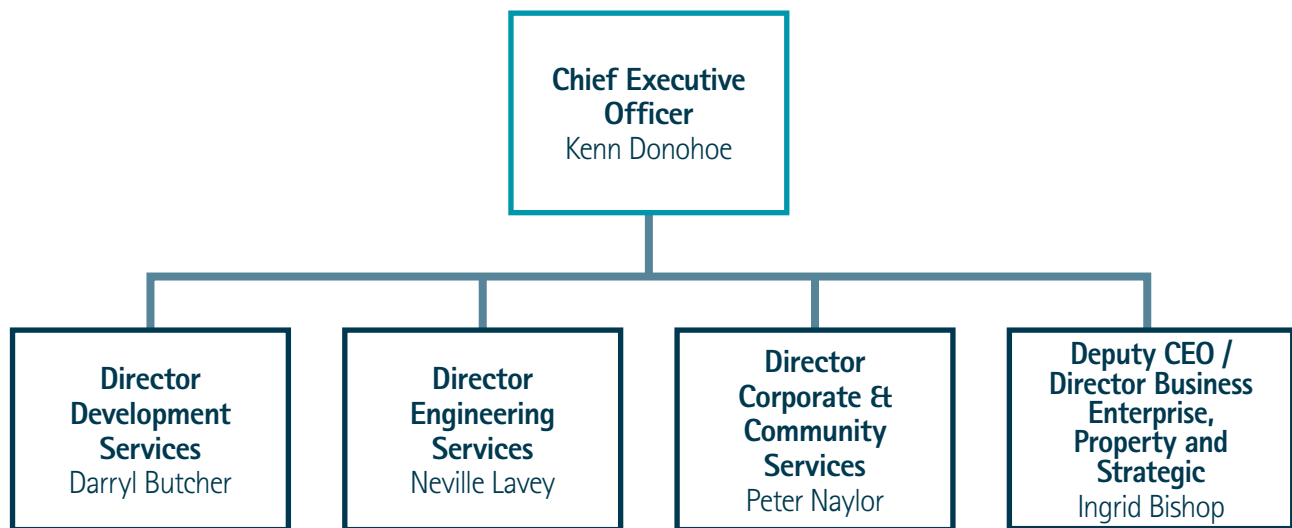 Chief Executive
Officer
Kenn Donohoe
Director
Development
Services
Darryl Butcher
Director
Engineering
Services
Neville Lavey
Director
Corporate &
Community
Services
Peter Naylor
Deputy CEO /
Director Business
Enterprise,
Property and
Strategic
Ingrid Bishop